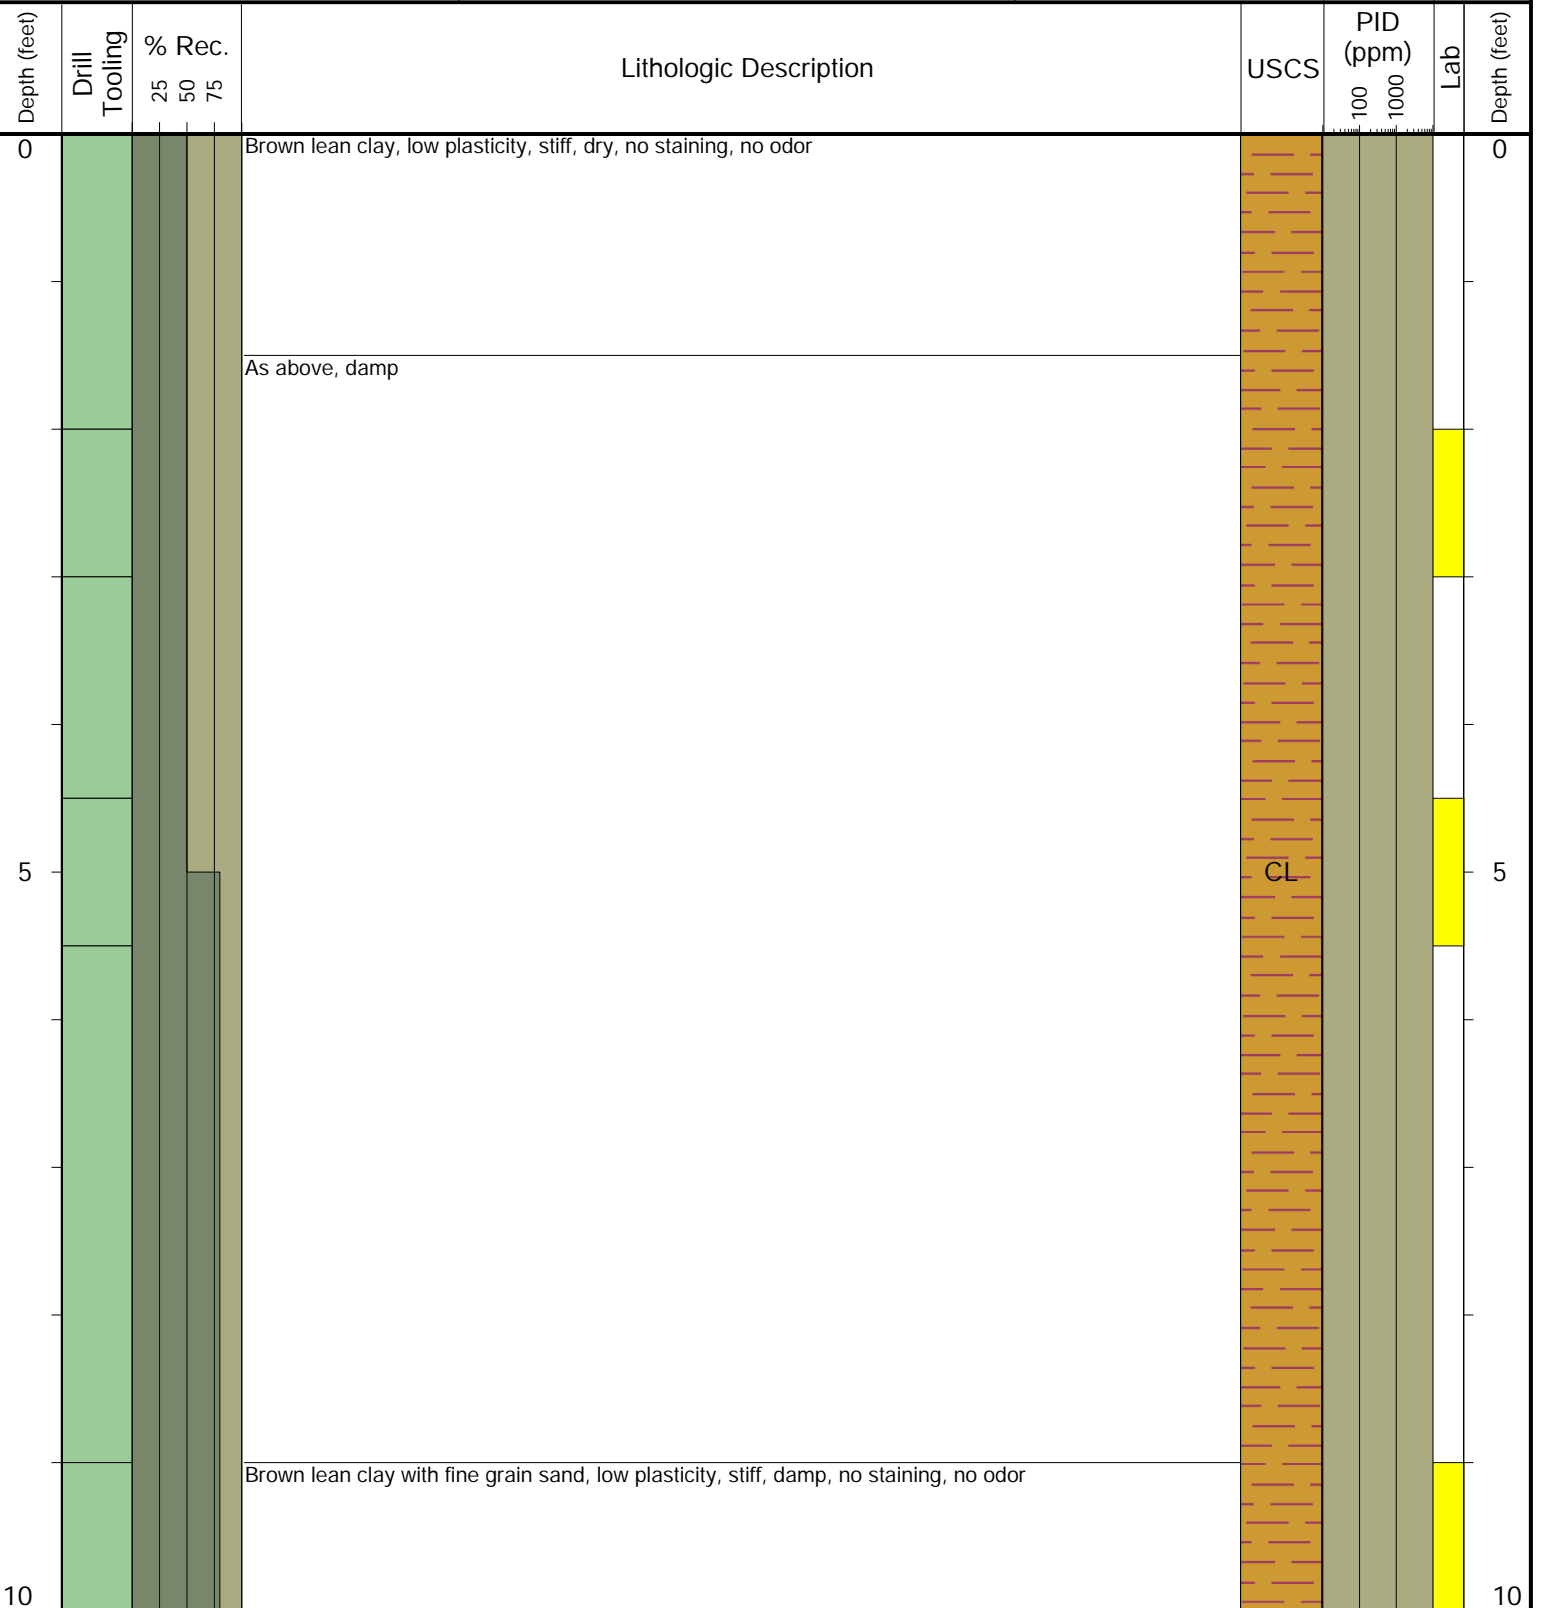 Depth (feet)
Drill
Tooling
% Rec.
25
50
75
Lithologic Description
USCS
PID
(ppm)
100
1000
Lab
Depth (feet)
0
Brown lean clay, low plasticity, stiff, dry, no staining, no odor
0
As above, damp
5
CL
5
Brown lean clay with fine grain sand, low plasticity, stiff, damp, no staining, no odor
10
10